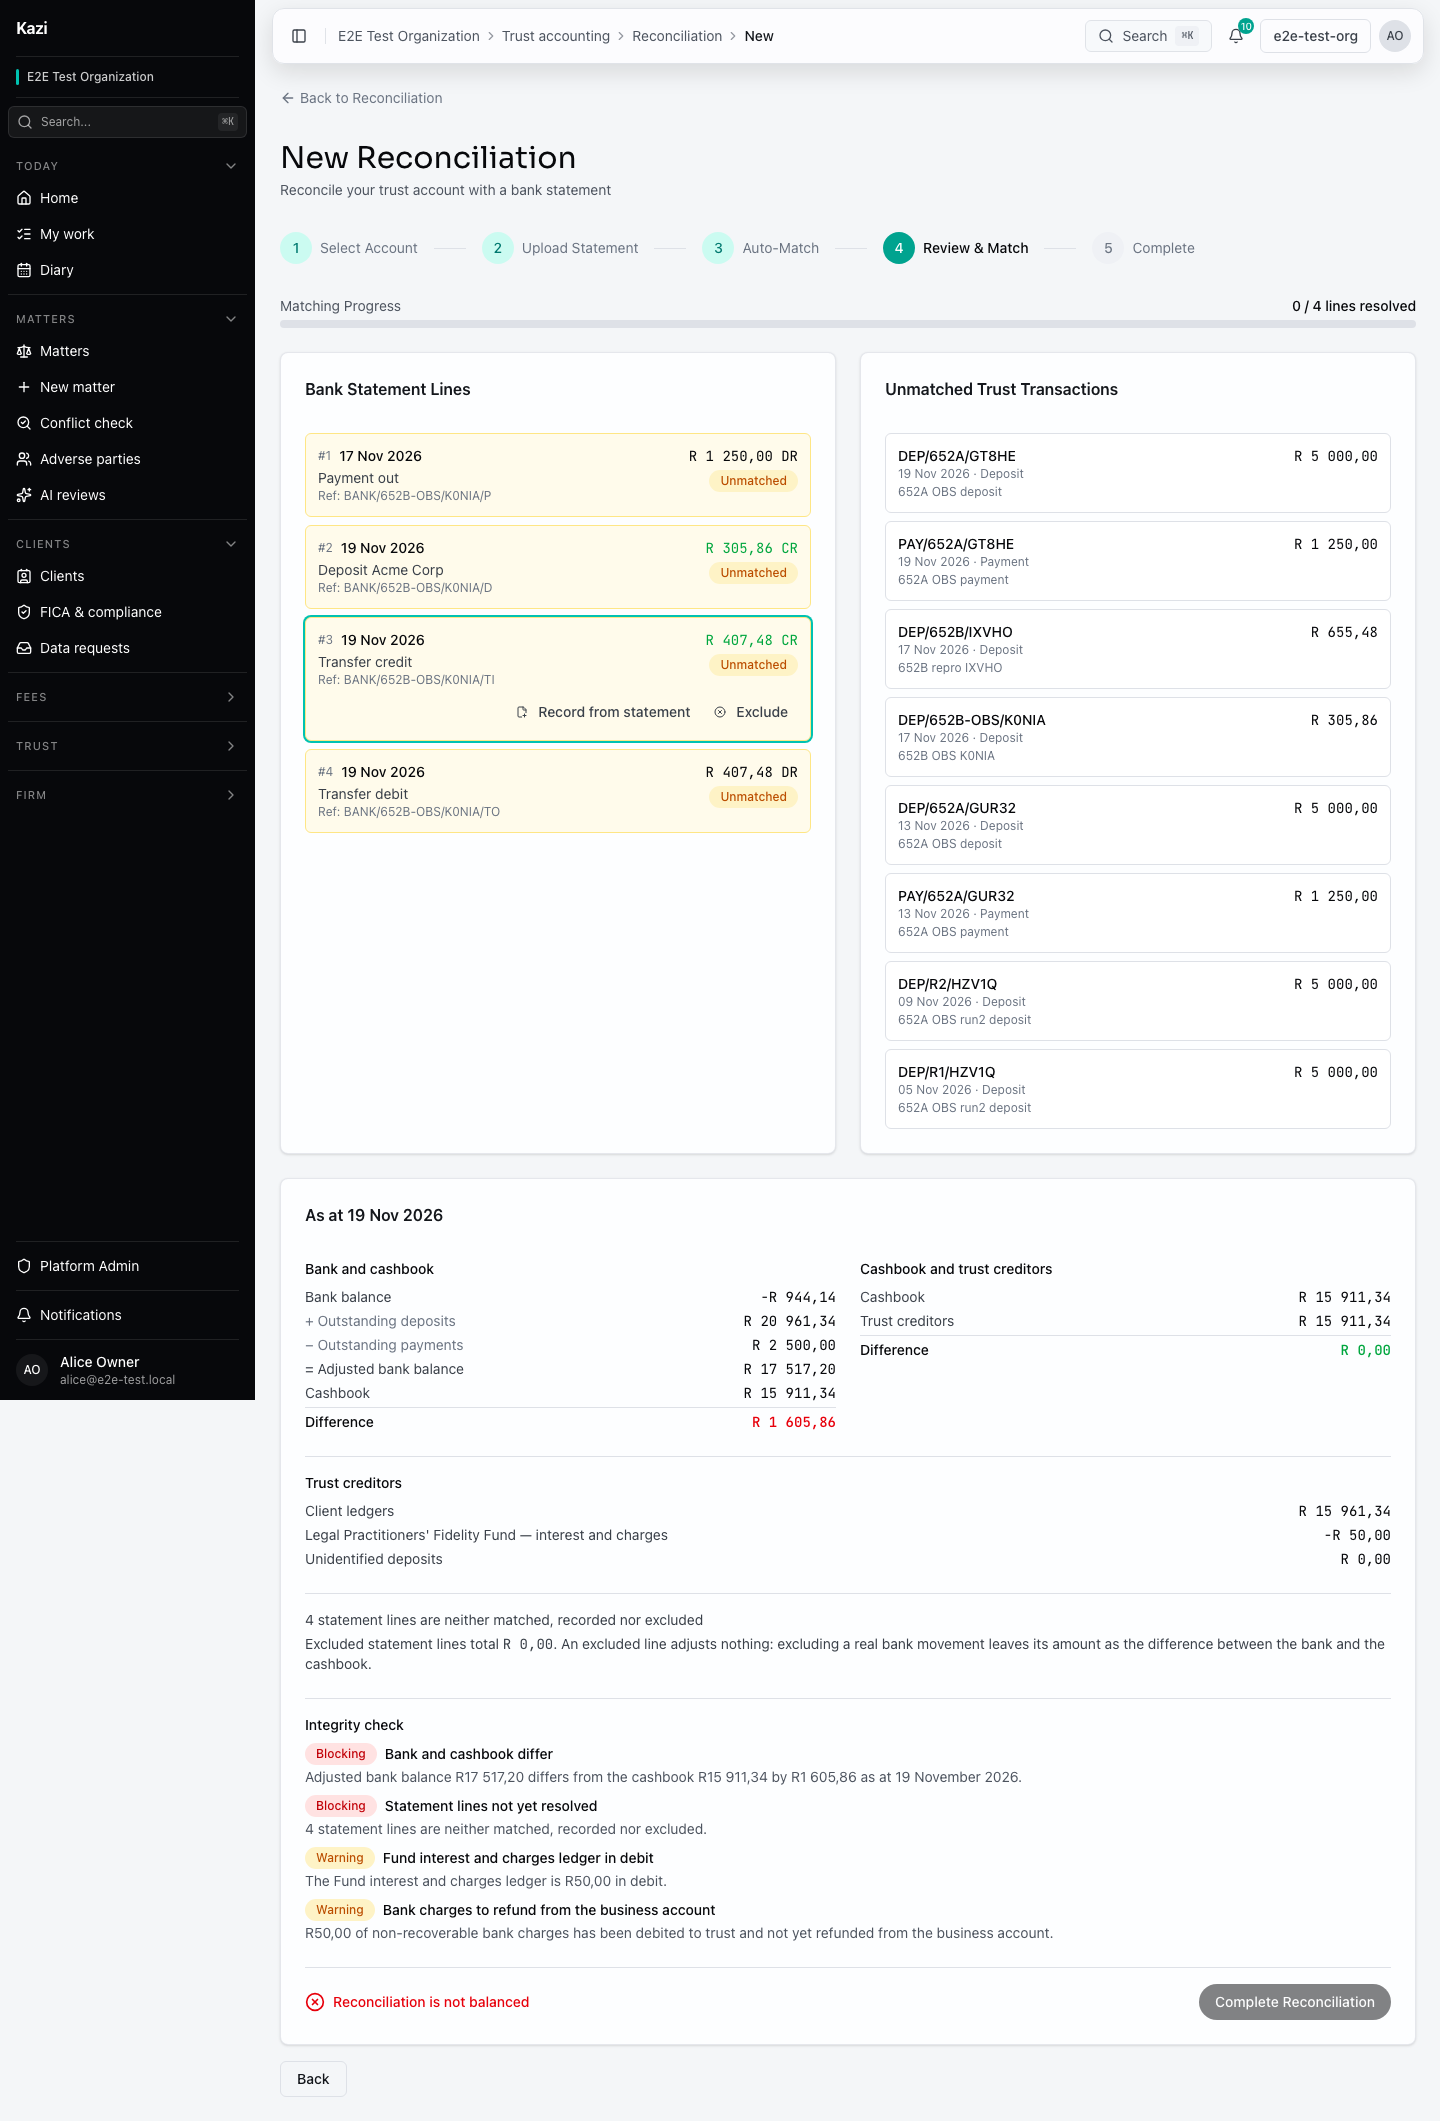 Kazi
E2E Test Organization
Search...
⌘K
TODAY
Home
My work
Diary
MATTERS
Matters
New matter
Conflict check
Adverse parties
AI reviews
CLIENTS
Clients
FICA & compliance
Data requests
FEES
TRUST
FIRM
Platform Admin
Notifications
AO
Alice Owner
alice@e2e-test.local
E2E Test Organization > Trust accounting > Reconciliation > New
Search ⌘K
10
e2e-test-org
AO
Back to Reconciliation
New Reconciliation
Reconcile your trust account with a bank statement
1 Select Account
2 Upload Statement
3 Auto-Match
4 Review & Match
5 Complete
Matching Progress
0 / 4 lines resolved
Bank Statement Lines
#1 17 Nov 2026 R 1 250,00 DR
Payment out Unmatched
Ref: BANK/652B-OBS/K0NIA/P
#2 19 Nov 2026 R 305,86 CR
Deposit Acme Corp Unmatched
Ref: BANK/652B-OBS/K0NIA/D
#3 19 Nov 2026 R 407,48 CR
Transfer credit Unmatched
Ref: BANK/652B-OBS/K0NIA/TI
Record from statement Exclude
#4 19 Nov 2026 R 407,48 DR
Transfer debit Unmatched
Ref: BANK/652B-OBS/K0NIA/TO
Unmatched Trust Transactions
DEP/652A/GT8HE R 5 000,00
19 Nov 2026 · Deposit
652A OBS deposit
PAY/652A/GT8HE R 1 250,00
19 Nov 2026 · Payment
652A OBS payment
DEP/652B/IXVHO R 655,48
17 Nov 2026 · Deposit
652B repro IXVHO
DEP/652B-OBS/K0NIA R 305,86
17 Nov 2026 · Deposit
652B OBS K0NIA
DEP/652A/GUR32 R 5 000,00
13 Nov 2026 · Deposit
652A OBS deposit
PAY/652A/GUR32 R 1 250,00
13 Nov 2026 · Payment
652A OBS payment
DEP/R2/HZV1Q R 5 000,00
09 Nov 2026 · Deposit
652A OBS run2 deposit
DEP/R1/HZV1Q R 5 000,00
05 Nov 2026 · Deposit
652A OBS run2 deposit
As at 19 Nov 2026
Bank and cashbook
Bank balance -R 944,14
+ Outstanding deposits R 20 961,34
− Outstanding payments R 2 500,00
= Adjusted bank balance R 17 517,20
Cashbook R 15 911,34
Difference R 1 605,86
Cashbook and trust creditors
Cashbook R 15 911,34
Trust creditors R 15 911,34
Difference R 0,00
Trust creditors
Client ledgers R 15 961,34
Legal Practitioners' Fidelity Fund — interest and charges -R 50,00
Unidentified deposits R 0,00
4 statement lines are neither matched, recorded nor excluded
Excluded statement lines total R 0,00. An excluded line adjusts nothing: excluding a real bank movement leaves its amount as the difference between the bank and the
cashbook.
Integrity check
Blocking Bank and cashbook differ
Adjusted bank balance R17 517,20 differs from the cashbook R15 911,34 by R1 605,86 as at 19 November 2026.
Blocking Statement lines not yet resolved
4 statement lines are neither matched, recorded nor excluded.
Warning Fund interest and charges ledger in debit
The Fund interest and charges ledger is R50,00 in debit.
Warning Bank charges to refund from the business account
R50,00 of non-recoverable bank charges has been debited to trust and not yet refunded from the business account.
Reconciliation is not balanced
Complete Reconciliation
Back